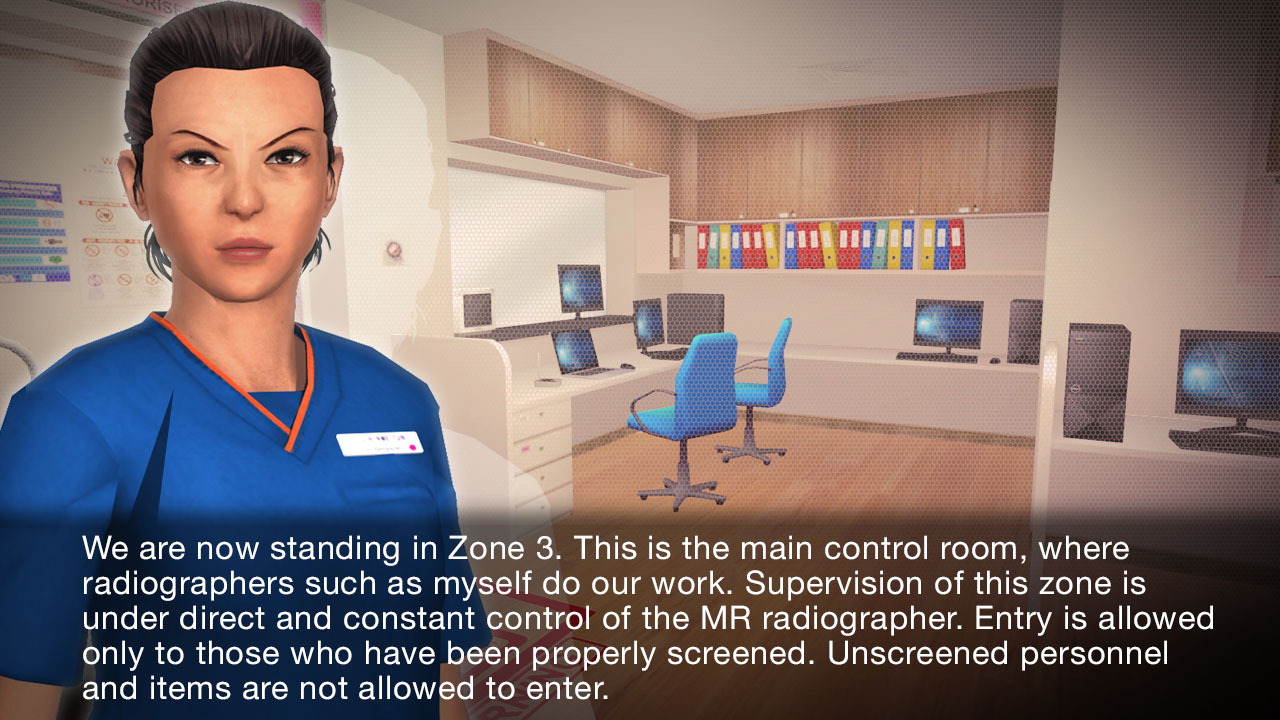 We are now standing in Zone 3. This is the main control room, where
radiographers such as myself do our work. Supervision of this zone is
under direct and constant control of the MR radiographer. Entry is allowed
only to those who have been properly screened. Unscreened personnel
and items are not allowed to enter.